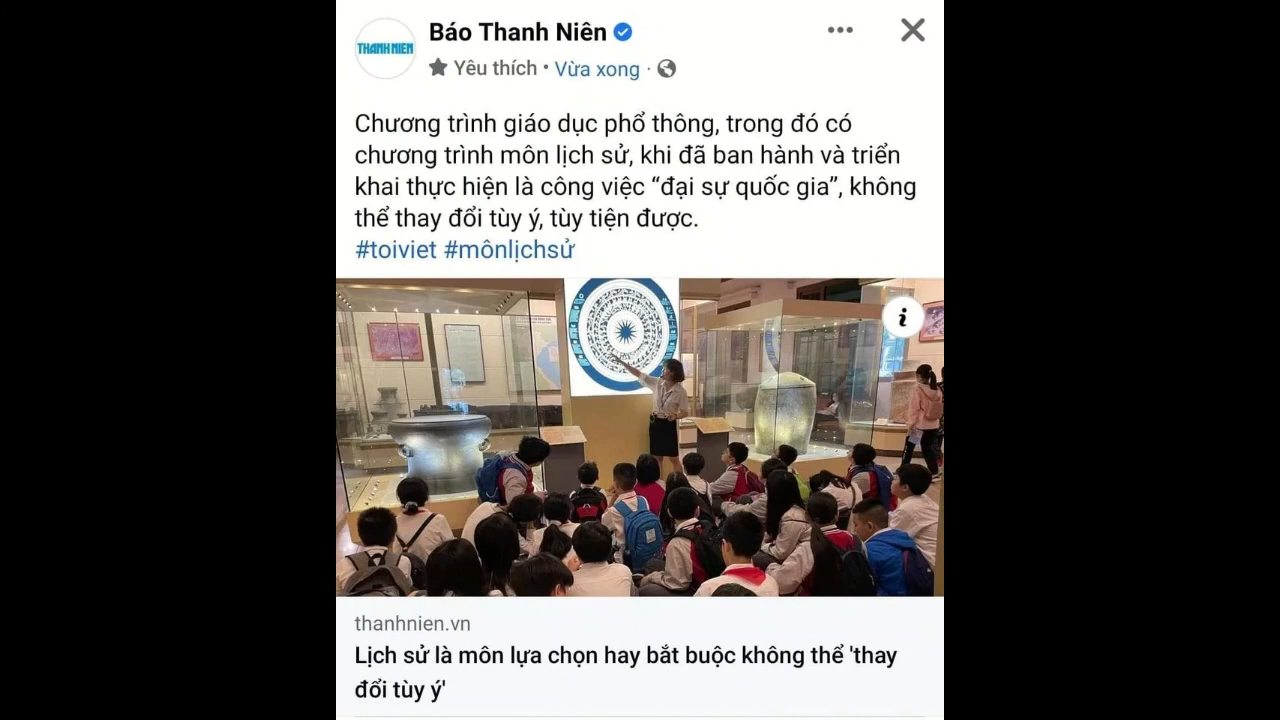 THANH NIEN
Báo Thanh Niên
Yêu thích • Vừa xong ·
Chương trình giáo dục phổ thông, trong đó có
chương trình môn lịch sử, khi đã ban hành và triển
khai thực hiện là công việc “đại sự quốc gia”, không
thể thay đổi tùy ý, tùy tiện được.
#toiviet #mônlịchsử
i
thanhnien.vn
Lịch sử là môn lựa chọn hay bắt buộc không thể 'thay
đổi tùy ý'